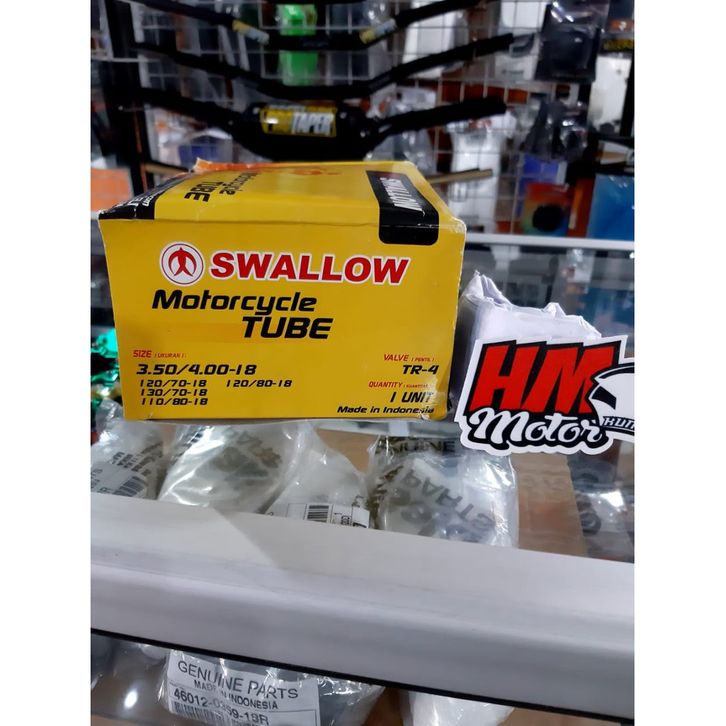 TAPER
SWALLOW
Motorcycle
TUBE
SWALLOW
Motorcycle
TUBE
SIZE ( UKURAN ) :
3.50/4.00-18
120/70-18 120/80-18
130/70-18
110/80-18
VALVE ( PENTIL )
TR-4
QUANTITY :
1 UNIT
Made in Indonesia
HM
Motor
GENUINE PARTS
MADE IN INDONESIA